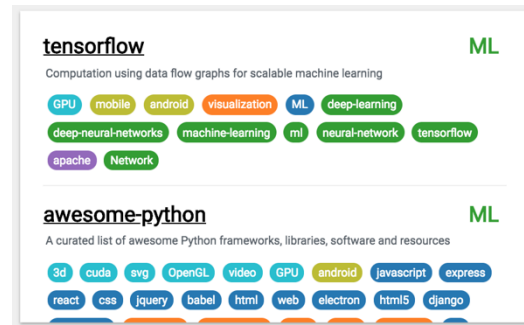 tensorflow ML
Computation using data flow graphs for scalable machine learning
GPU mobile android visualization ML deep-learning
deep-neural-networks machine-learning ml neural-network tensorflow
apache Network
awesome-python ML
A curated list of awesome Python frameworks, libraries, software and resources
3d cuda svg OpenGL video GPU android javascript express
react css jquery babel html web electron html5 django